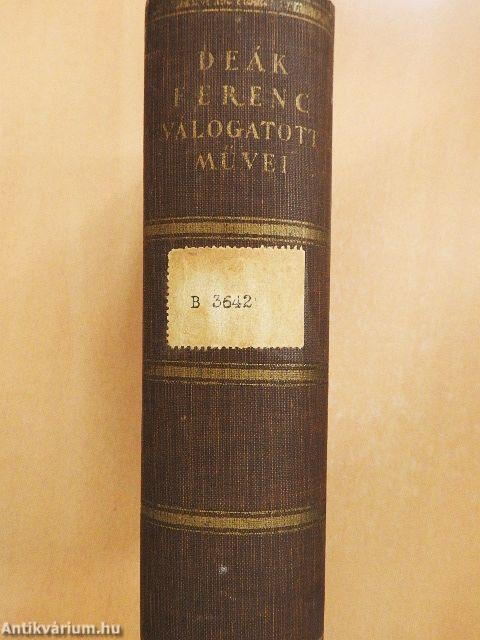 DEÁK
FERENC
VÁLOGATOTT
MŰVEI
B 3642
Antikvárium.hu